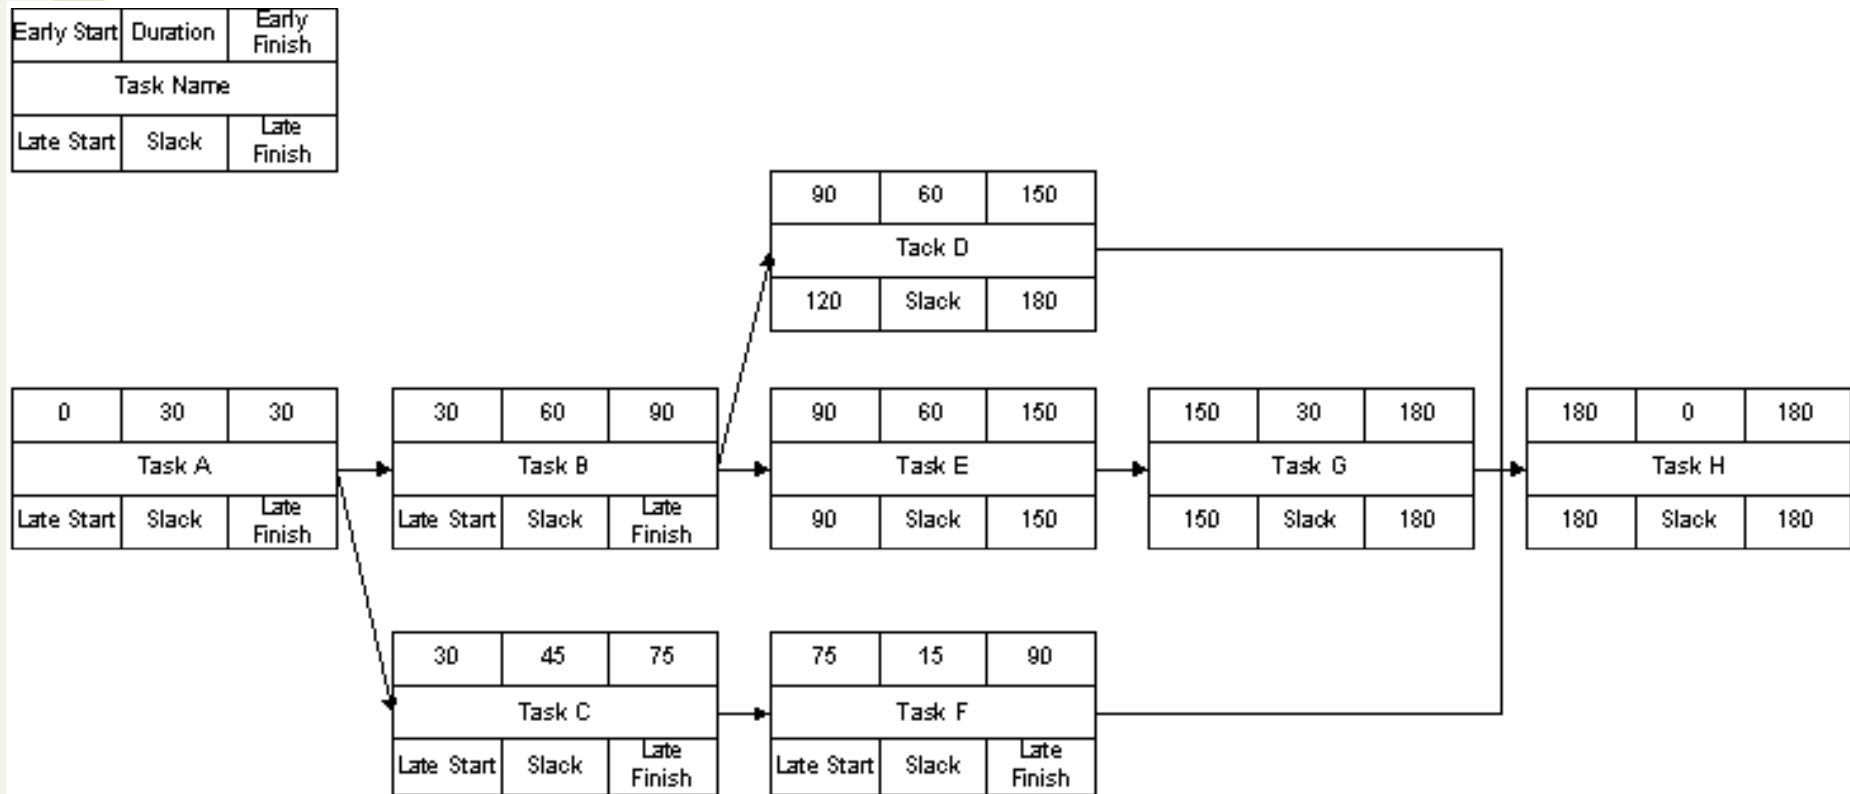 Early Start Duration Early Finish
Task Name
Late Start Slack Late Finish
90 60 150
Tack D
120 Slack 180
0 30 30
Task A
Late Start Slack Late Finish
30 60 90
Task B
Late Start Slack Late Finish
90 60 150
Task E
90 Slack 150
150 30 180
Task G
150 Slack 180
180 0 180
Task H
180 Slack 180
30 45 75
Task C
Late Start Slack Late Finish
75 15 90
Task F
Late Start Slack Late Finish